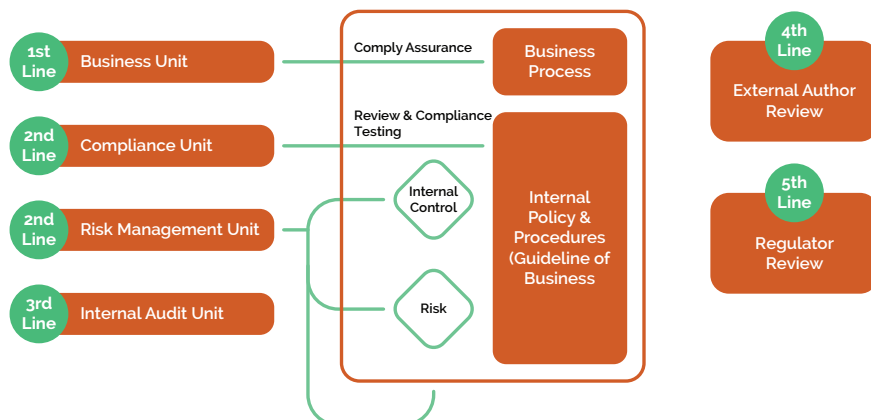 1st
Line
Business Unit
Comply Assurance
Business
Process
2nd
Line
Compliance Unit
Review & Compliance
Testing
2nd
Line
Risk Management Unit
Internal
Control
3rd
Line
Internal Audit Unit
Risk
Internal
Policy &
Procedures
(Guideline of
Business
4th
Line
External Author
Review
5th
Line
Regulator
Review